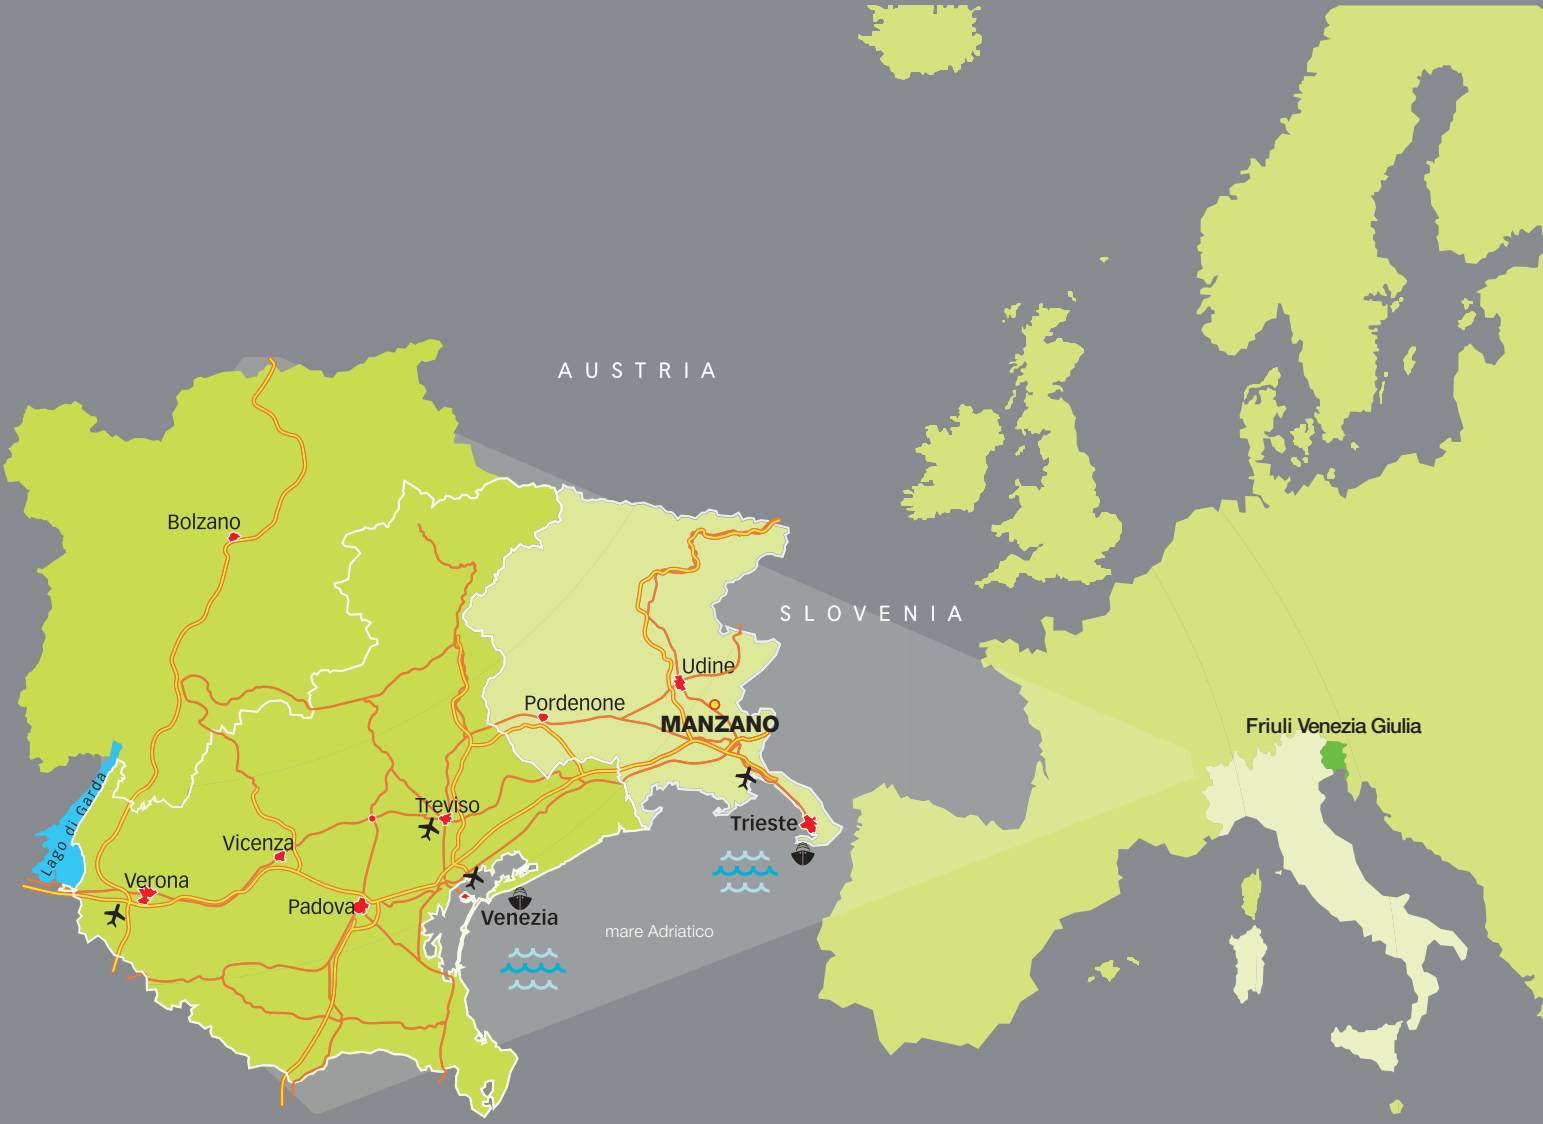 AUSTRIA
Bolzano
SLOVENIA
Udine
Pordenone
MANZANO
Friuli Venezia Giulia
Lago di Garda
Treviso
Trieste
Vicenza
Verona
Padova
Venezia
mare Adriatico